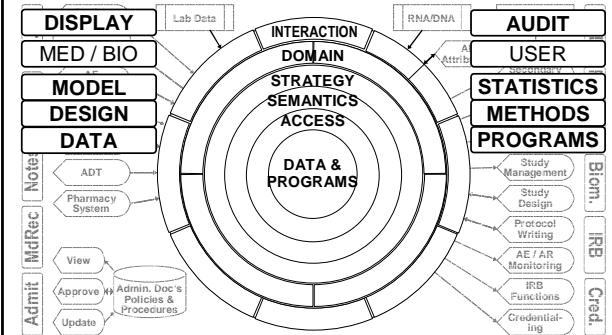 DISPLAY
MED / BIO
MODEL
DESIGN
DATA
Lab Data
RNA/DNA
INTERACTION
DOMAIN
STRATEGY
SEMANTICS
ACCESS
DATA &
PROGRAMS
AUDIT
USER
STATISTICS
METHODS
PROGRAMS
Notes
MdRec
Admit
ADT
Pharmacy
System
View
Approve
Update
Admin. Doc's
Policies &
Procedures
Study
Management
Study
Design
Protocol
Writing
AE / AR
Monitoring
IRB
Functions
Credential-
ing
Biom.
IRB
Cred.